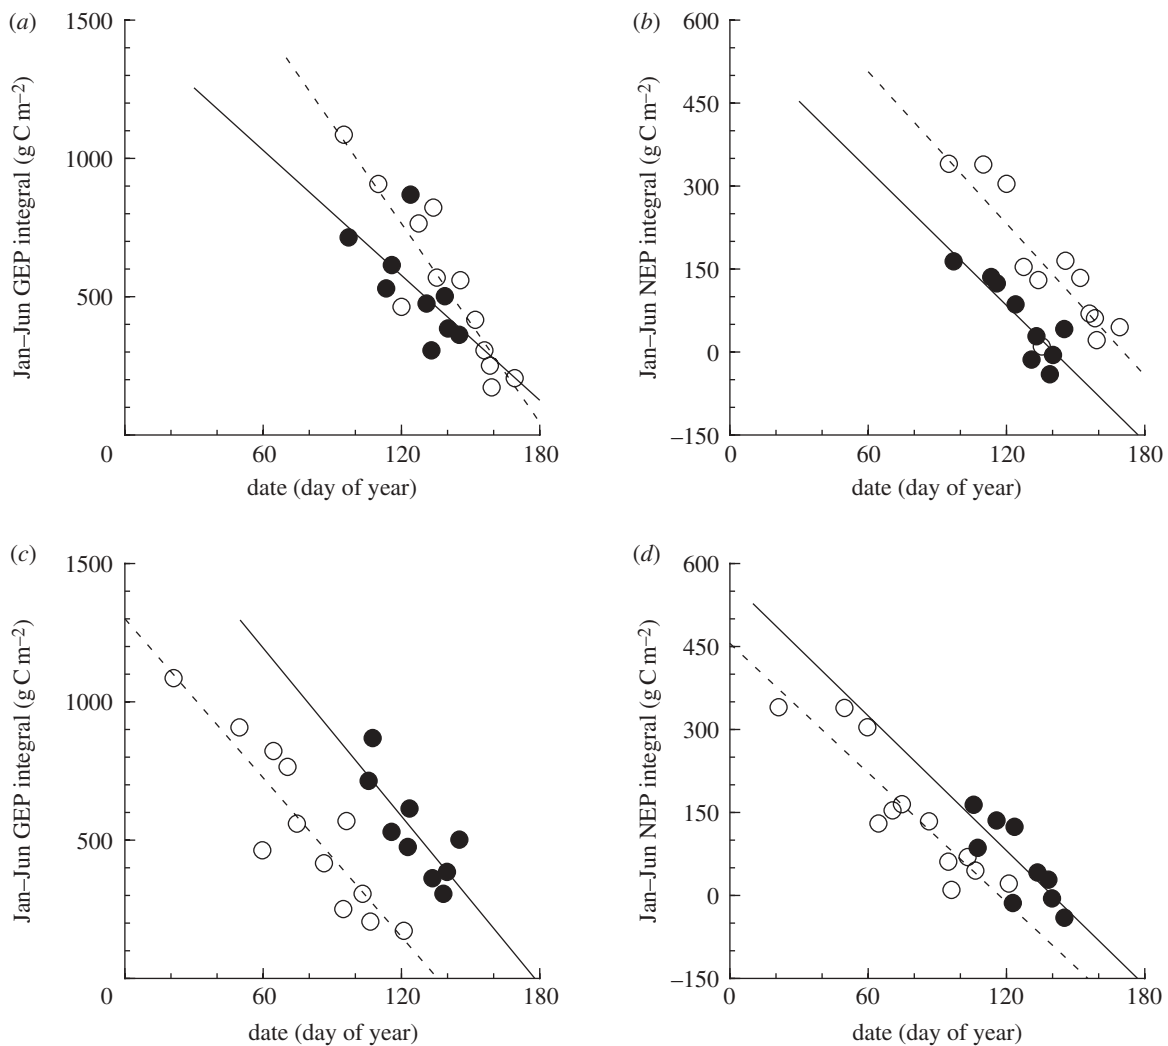 (a)
1500
1000
500
0
60
120
180
Jan–Jun GEP integral (g C m–2)
date (day of year)
(b)
600
450
300
150
0
–150
0
60
120
180
Jan–Jun NEP integral (g C m–2)
date (day of year)
(c)
1500
1000
500
0
60
120
180
Jan–Jun GEP integral (g C m–2)
date (day of year)
(d)
600
450
300
150
0
–150
0
60
120
180
Jan–Jun NEP integral (g C m–2)
date (day of year)